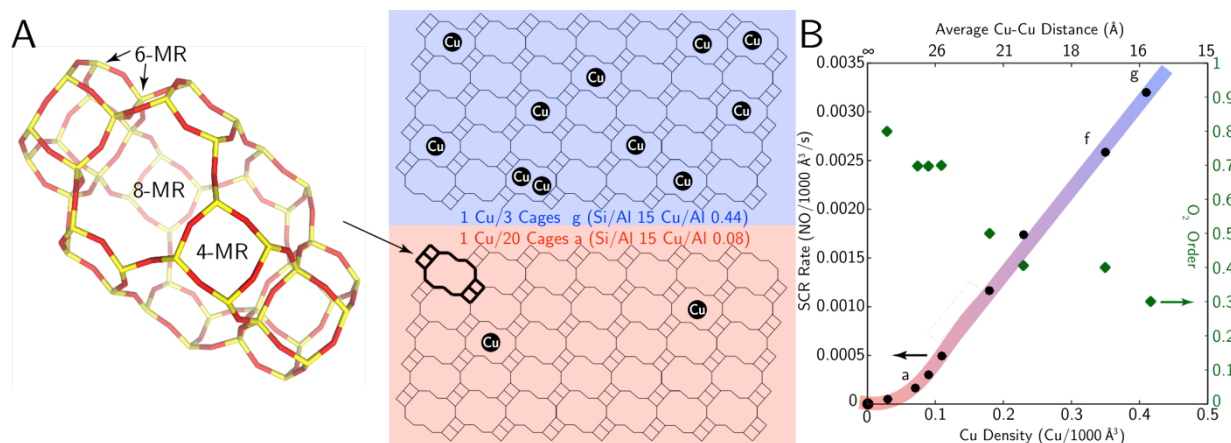 A
6-MR
8-MR
4-MR
Cu
Cu
Cu
Cu
Cu
Cu
Cu
Cu
Cu
Cu
Cu
1 Cu/3 Cages g (Si/Al 15 Cu/Al 0.44)
1 Cu/20 Cages a (Si/Al 15 Cu/Al 0.08)
Cu
Cu
B
Average Cu-Cu Distance (Å)
∞ 26 20 17 16 15
SCR Rate (NO/1000 Å³/s)
0.0035
0.0030
0.0025
0.0020
0.0015
0.0010
0.0005
0
g
f
a
1
0.9
0.8
0.7
0.6
0.5
0.4
0.3
0.2
0.1
0
O₂ Order
0 0.1 0.2 0.3 0.4 0.5
Cu Density (Cu/1000 Å³)